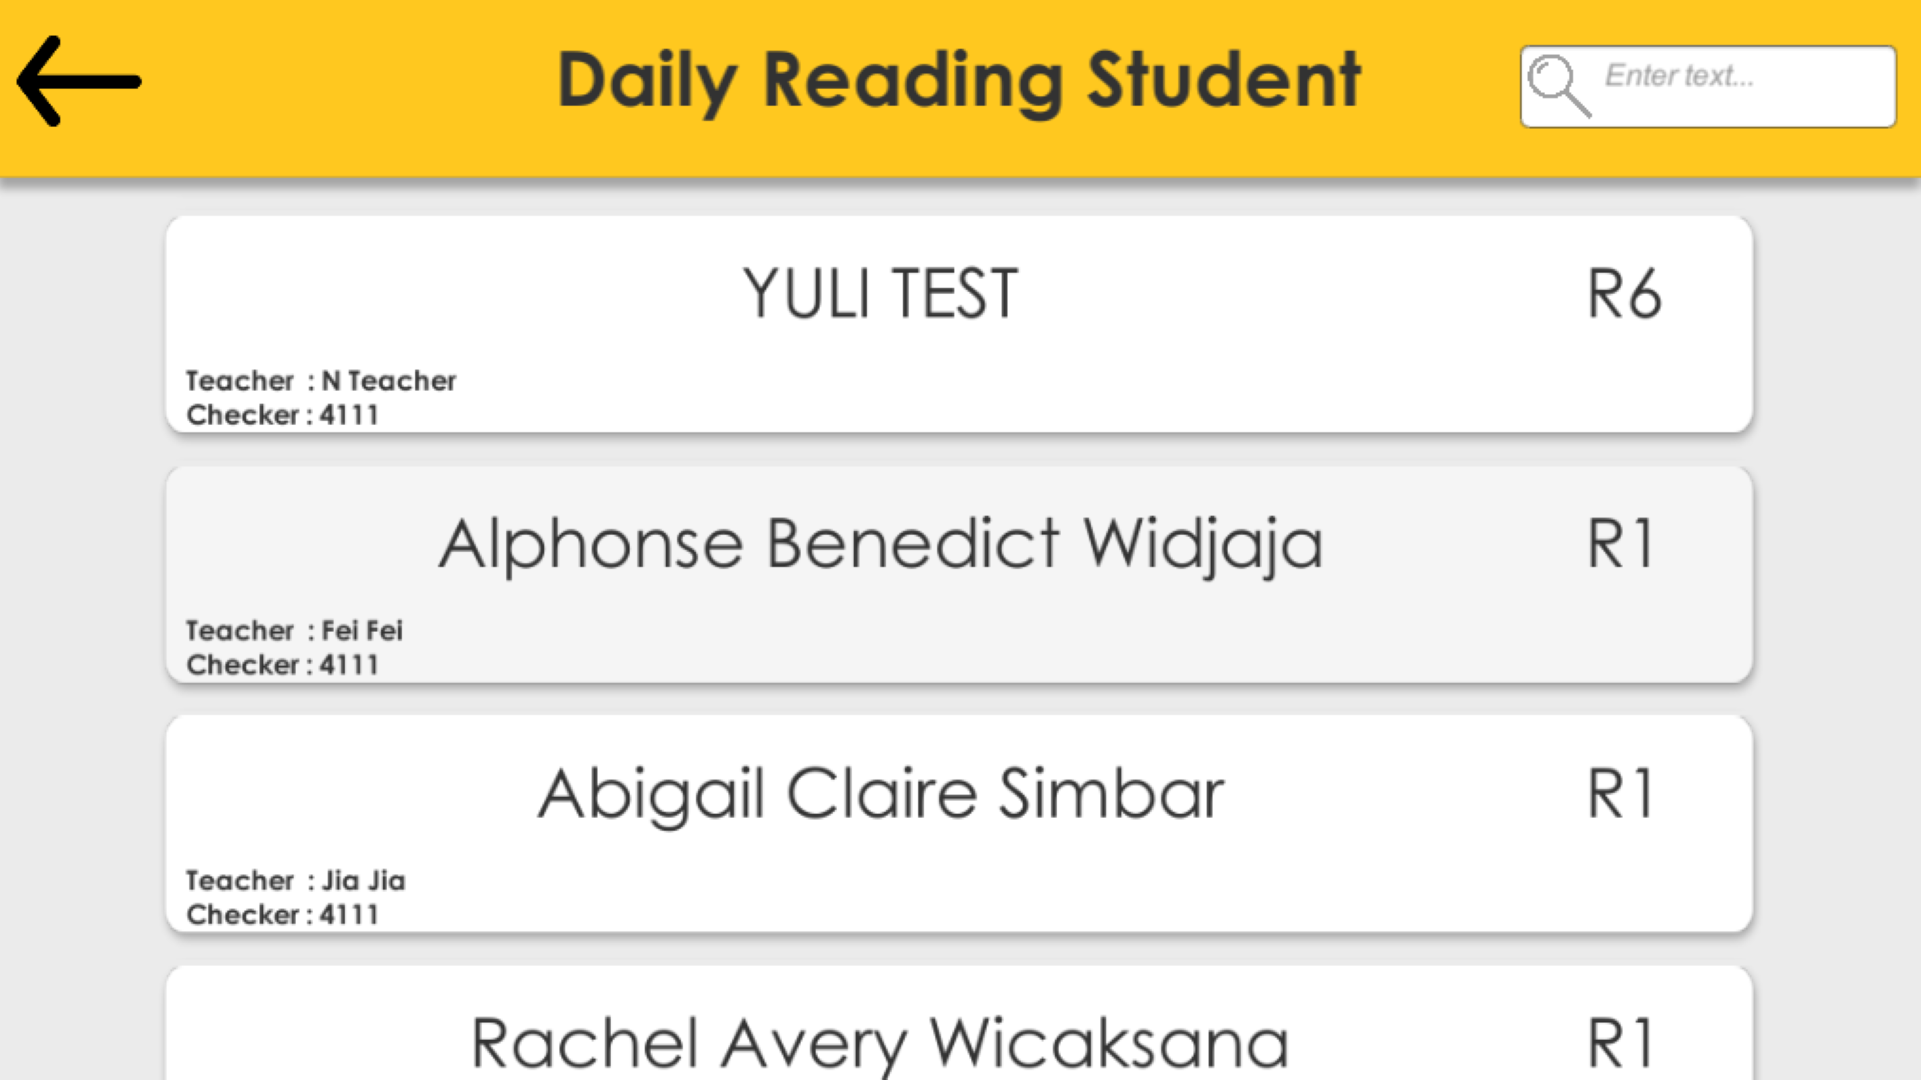 Daily Reading Student
Enter text...
YULI TEST R6
Teacher : N Teacher
Checker : 4111
Alphonse Benedict Widjaja R1
Teacher : Fei Fei
Checker : 4111
Abigail Claire Simbar R1
Teacher : Jia Jia
Checker : 4111
Rachel Avery Wicaksana R1